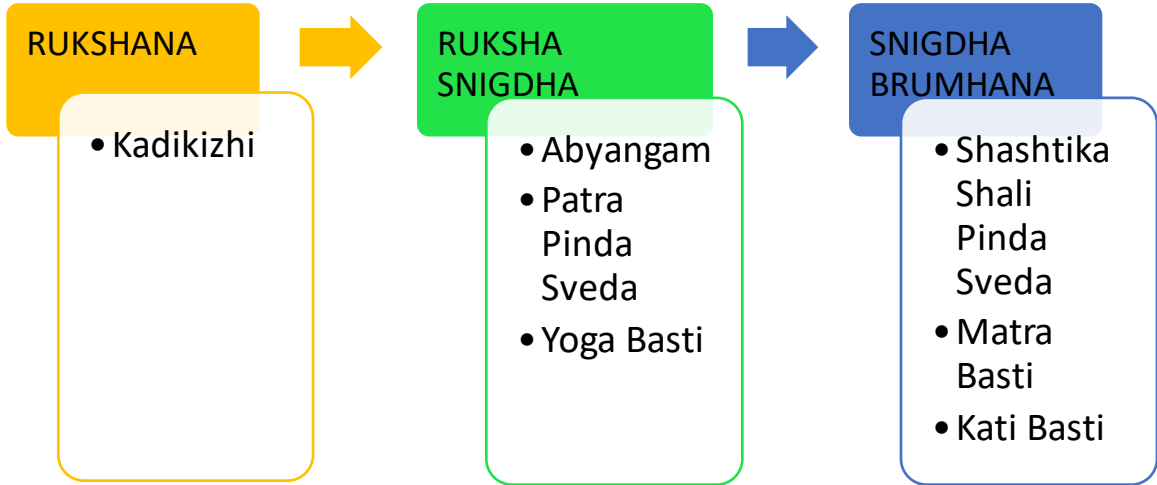 RUKSHANA
• Kadikizhi
RUKSHA
SNIGDHA
• Abyangam
• Patra
Pinda
Sveda
• Yoga Basti
SNIGDHA
BRUMHANA
• Shashtika
Shali
Pinda
Sveda
• Matra
Basti
• Kati Basti